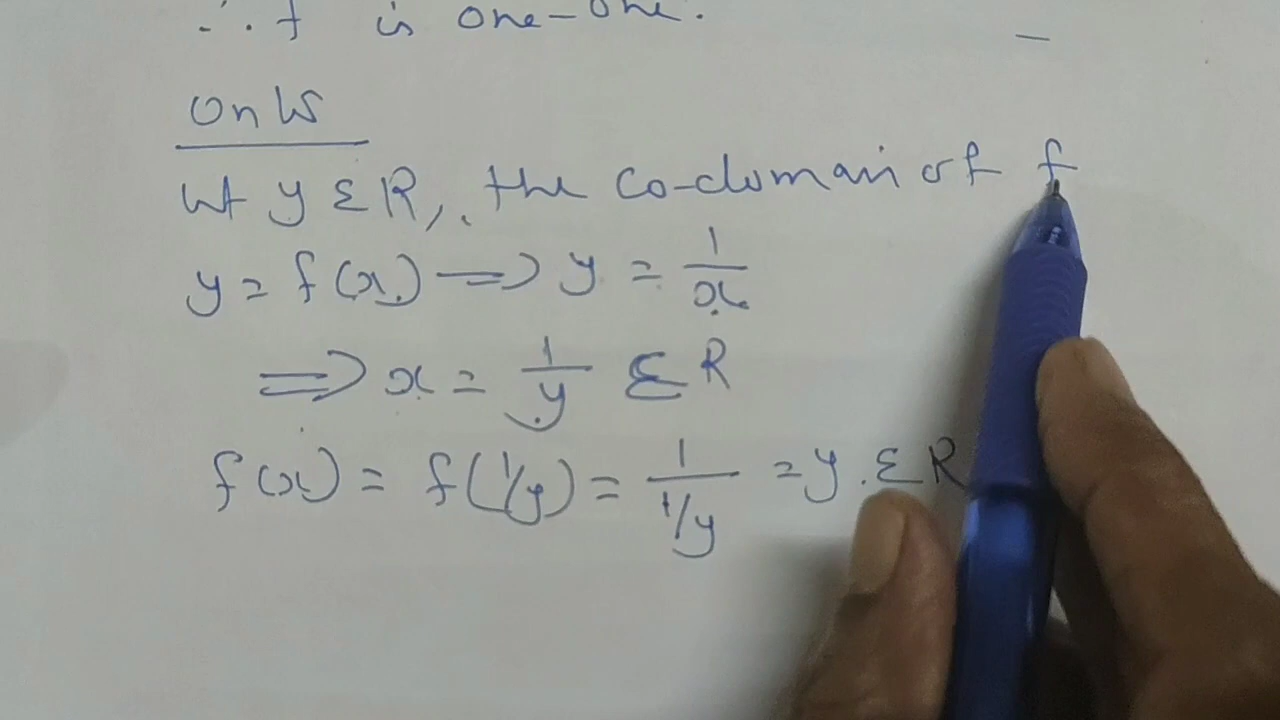 ∴ f is one-one.
Onto
Let y ∈ R, the co-domain of f
y = f(x) ⟹ y = 1/x
⟹ x = 1/y ∈ R
f(x) = f(1/y) = 1/(1/y) = y ∈ R